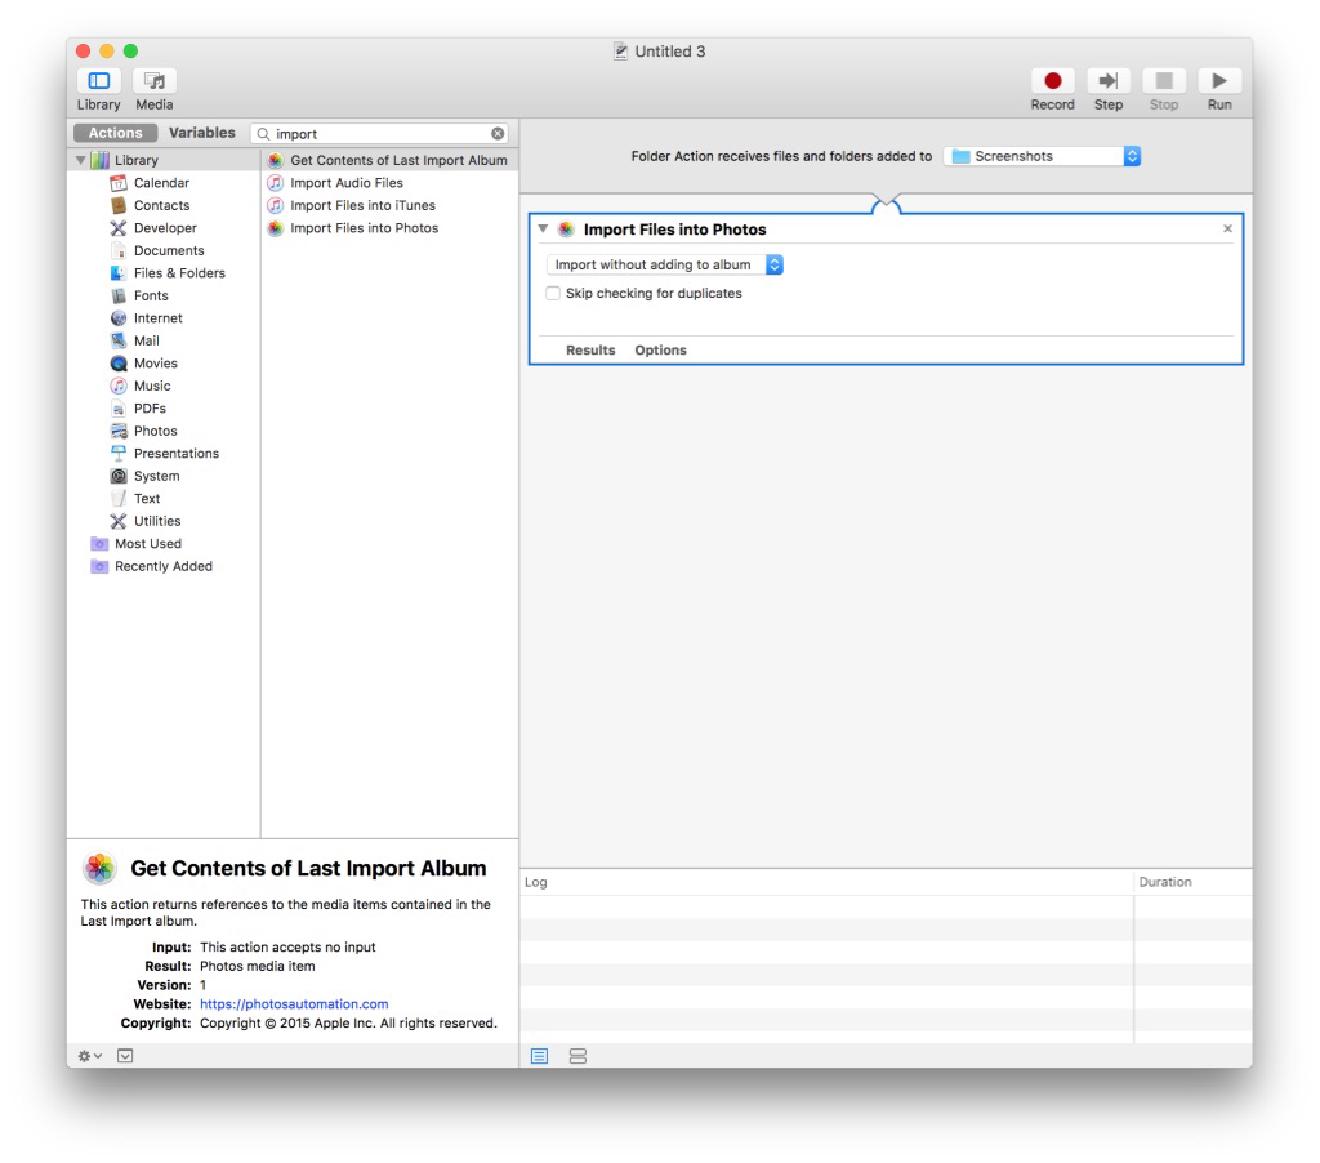 Untitled 3
Library Media
Record Step Stop Run
Actions Variables import
Library
Calendar
Contacts
Developer
Documents
Files & Folders
Fonts
Internet
Mail
Movies
Music
PDFs
Photos
Presentations
System
Text
Utilities
Most Used
Recently Added
Get Contents of Last Import Album
Import Audio Files
Import Files into iTunes
Import Files into Photos
Folder Action receives files and folders added to Screenshots
Import Files into Photos
Import without adding to album
Skip checking for duplicates
Results Options
Get Contents of Last Import Album
This action returns references to the media items contained in the
Last Import album.
Input: This action accepts no input
Result: Photos media item
Version: 1
Website: https://photosautomation.com
Copyright: Copyright © 2015 Apple Inc. All rights reserved.
Log Duration